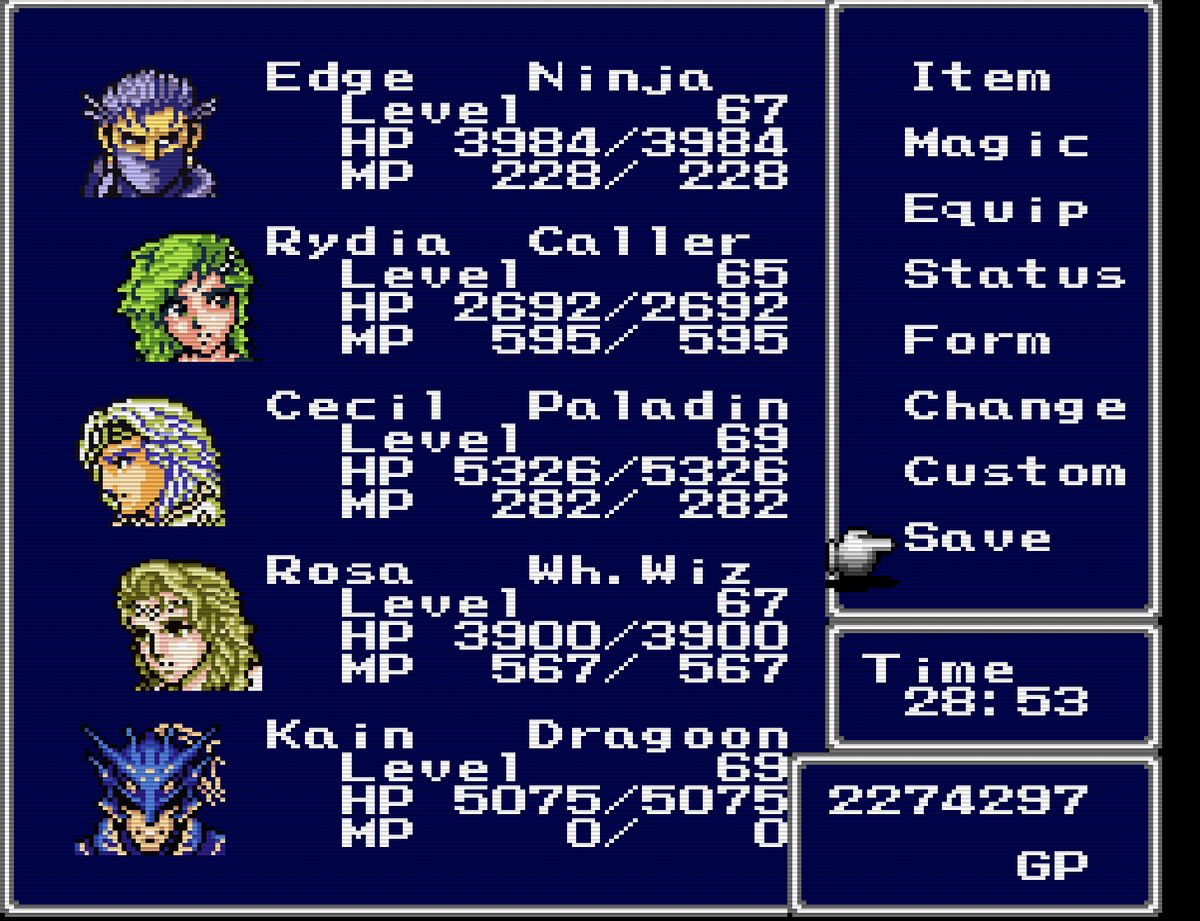 Edge Ninja
Level 67
HP 3984/3984
MP 228/ 228
Rydia Caller
Level 65
HP 2692/2692
MP 595/ 595
Cecil Paladin
Level 69
HP 5326/5326
MP 282/ 282
Rosa Wh.Wiz
Level 67
HP 3900/3900
MP 567/ 567
Kain Dragoon
Level 69
HP 5075/5075
MP 0/ 0
Item
Magic
Equip
Status
Form
Change
Custom
Save
Time
28:53
2274297
GP